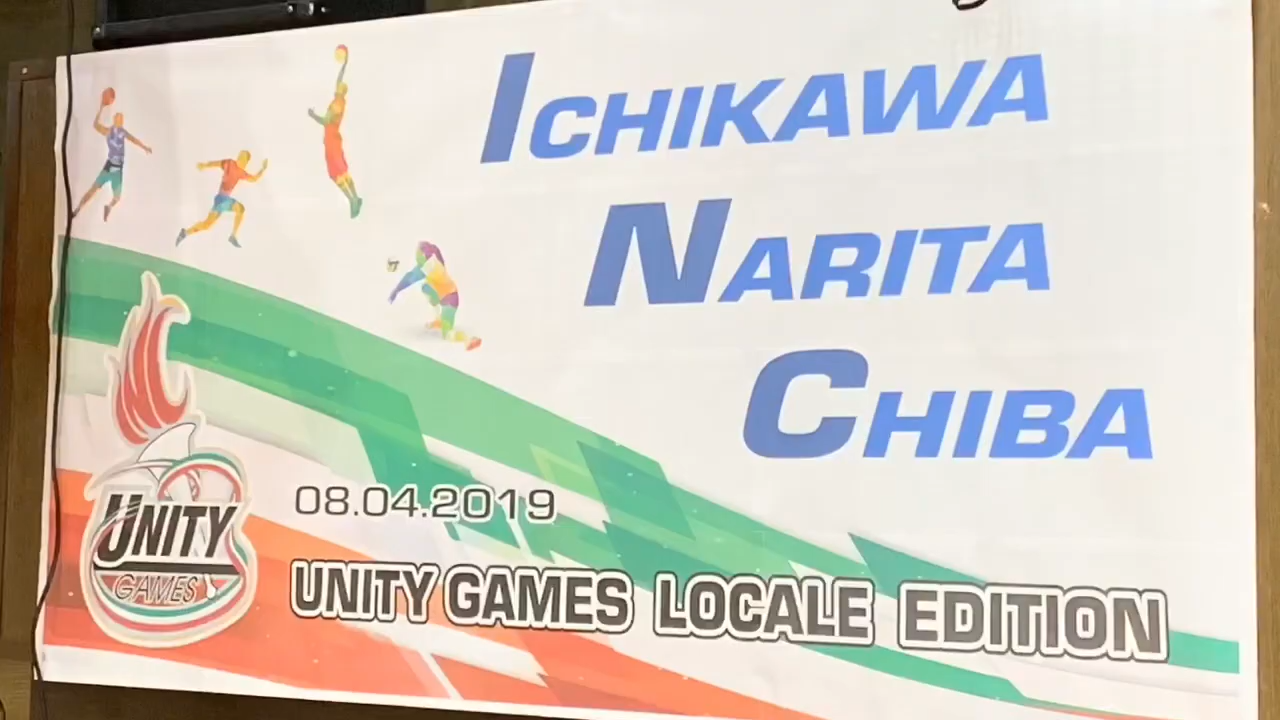 ICHIKAWA
NARITA
CHIBA
08.04.2019
UNITY GAMES LOCALE EDITION
UNITY
GAMES